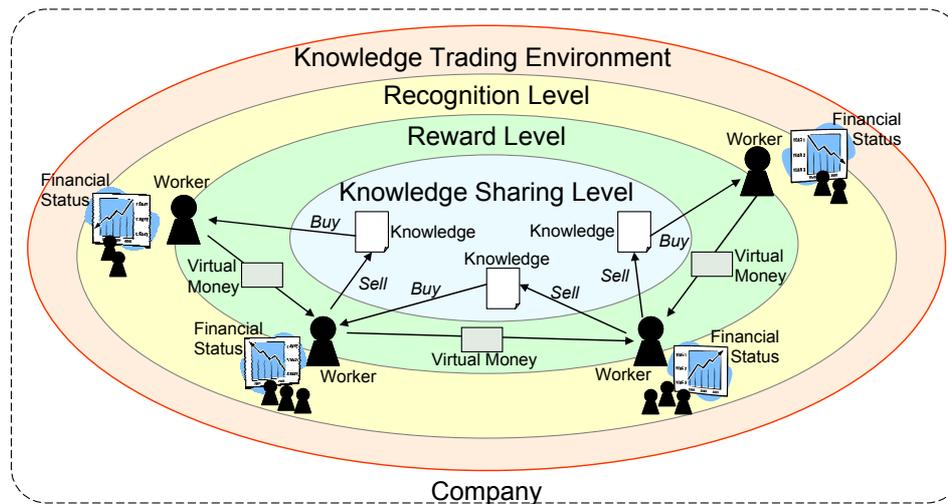 Knowledge Trading Environment
Recognition Level
Reward Level
Knowledge Sharing Level
Financial
Status
Worker
Worker
Financial
Status
Buy
Knowledge
Knowledge
Buy
Knowledge
Virtual
Money
Sell
Buy
Sell
Sell
Virtual
Money
Financial
Status
Virtual Money
Financial
Status
Worker
Worker
Company